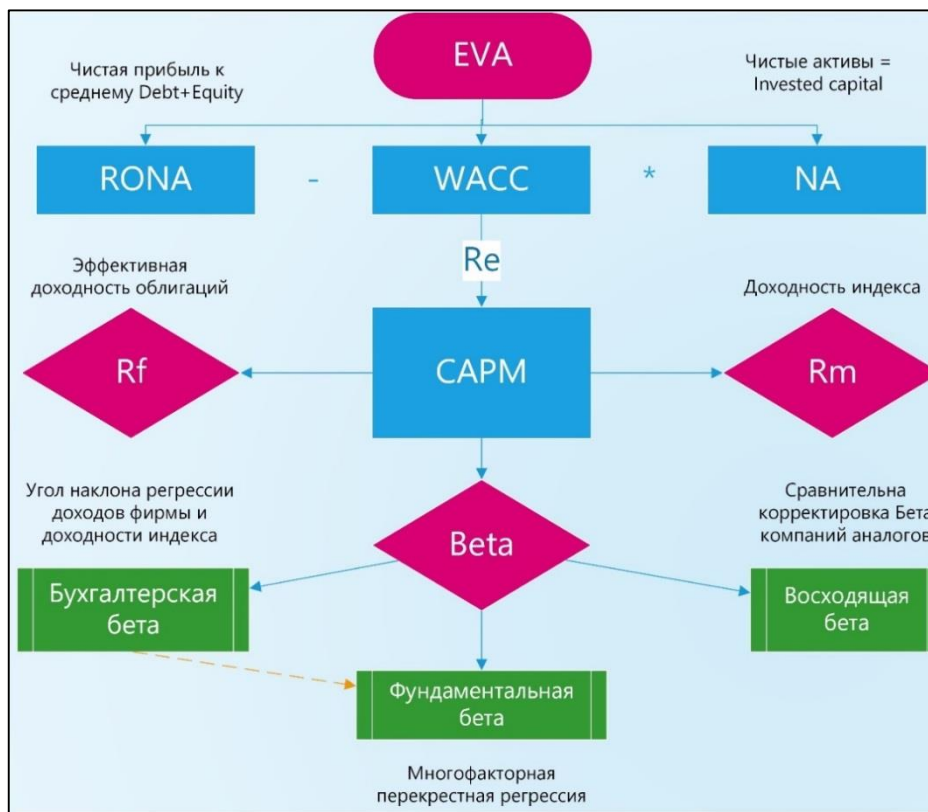 EVA
Чистая прибыль к
среднему Debt+Equity
Чистые активы =
Invested capital
RONA
-
WACC
*
NA
Re
Эффективная
доходность облигаций
Доходность индекса
Rf
CAPM
Rm
Угол наклона регрессии
доходов фирмы и
доходности индекса
Сравнительна
корректировка Бета
компаний аналогов
Beta
Бухгалтерская
бета
Восходящая
бета
Фундаментальная
бета
Многофакторная
перекрестная регрессия